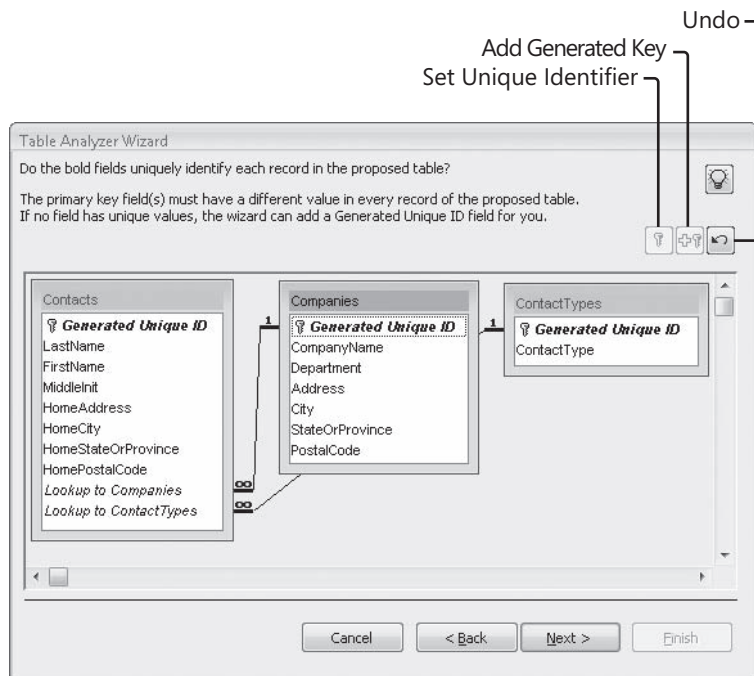 Undo
Add Generated Key
Set Unique Identifier
Table Analyzer Wizard
Do the bold fields uniquely identify each record in the proposed table?
The primary key field(s) must have a different value in every record of the proposed table.
If no field has unique values, the wizard can add a Generated Unique ID field for you.
Contacts
Generated Unique ID
LastName
FirstName
MiddleInit
HomeAddress
HomeCity
HomeStateOrProvince
HomePostalCode
Lookup to Companies
Lookup to ContactTypes
1
∞
∞
Companies
Generated Unique ID
CompanyName
Department
Address
City
StateOrProvince
PostalCode
1
ContactTypes
Generated Unique ID
ContactType
Cancel
< Back
Next >
Finish